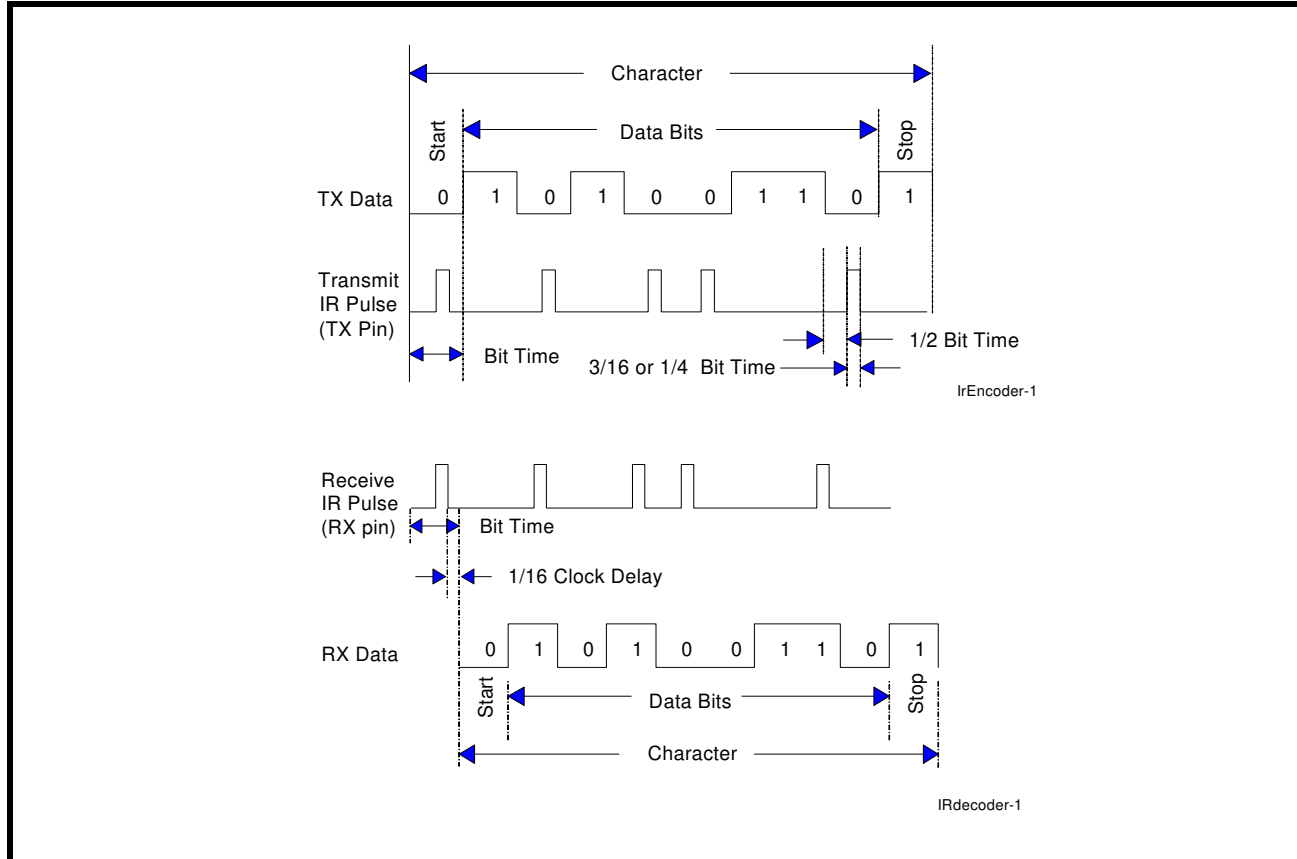 Character
Start
Data Bits
Stop
TX Data
0 1 0 1 0 0 1 1 0 1
Transmit
IR Pulse
(TX Pin)
Bit Time
1/2 Bit Time
3/16 or 1/4 Bit Time
IrEncoder-1
Receive
IR Pulse
(RX pin)
Bit Time
1/16 Clock Delay
RX Data
0 1 0 1 0 0 1 1 0 1
Start
Data Bits
Stop
Character
IRdecoder-1